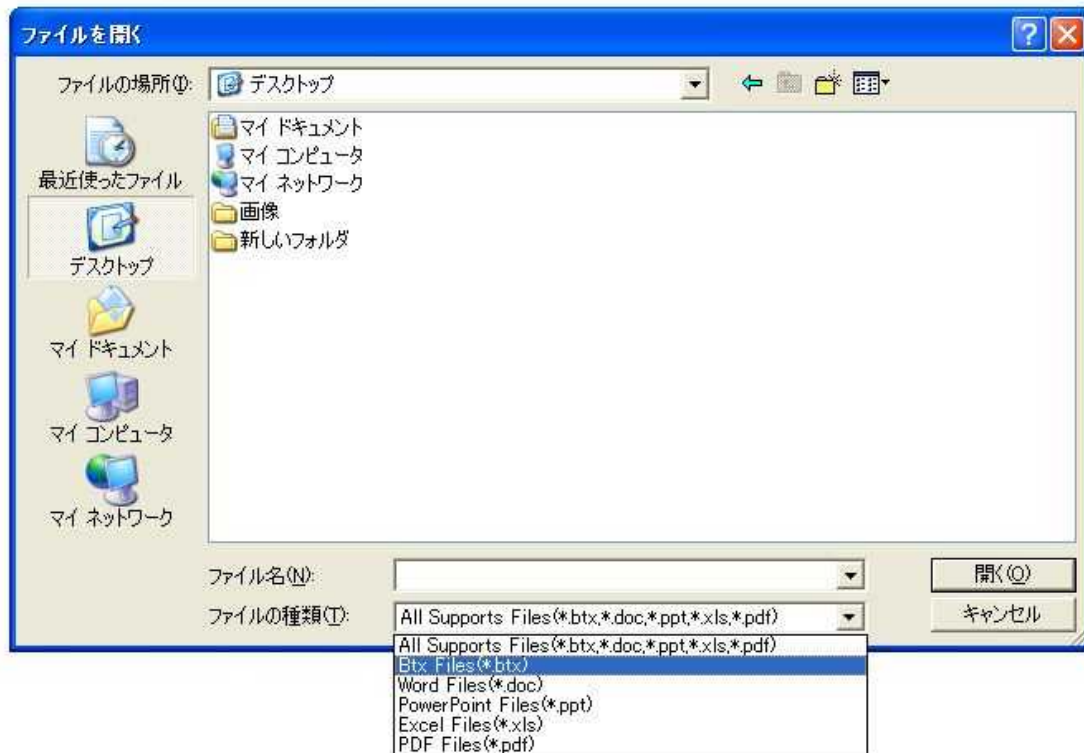 ファイルを開く
ファイルの場所(I):
デスクトップ
最近使ったファイル
デスクトップ
マイ ドキュメント
マイ コンピュータ
マイ ネットワーク
マイ ドキュメント
マイ コンピュータ
マイ ネットワーク
画像
新しいフォルダ
ファイル名(N):
開く(O)
ファイルの種類(T):
All Supports Files(*.btx,*.doc,*.ppt,*.xls,*.pdf)
キャンセル
All Supports Files(*.btx,*.doc,*.ppt,*.xls,*.pdf)
Btx Files(*.btx)
Word Files(*.doc)
PowerPoint Files(*.ppt)
Excel Files(*.xls)
PDF Files(*.pdf)